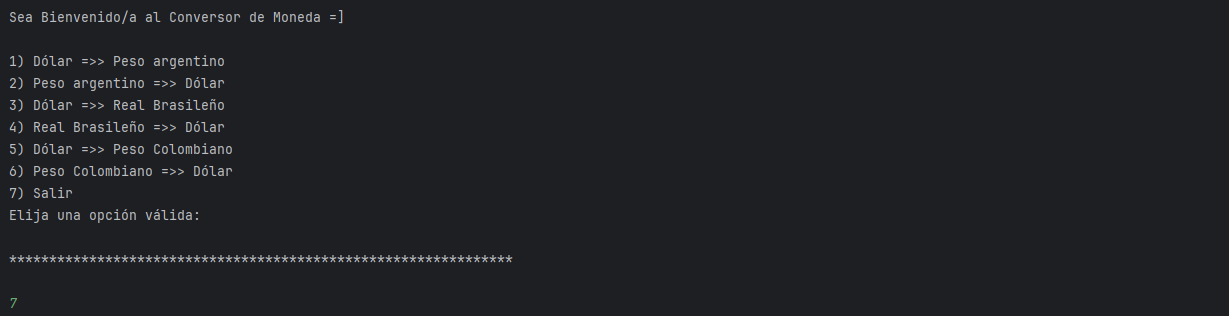 Sea Bienvenido/a al Conversor de Moneda =]
1) Dólar =>> Peso argentino
2) Peso argentino =>> Dólar
3) Dólar =>> Real Brasileño
4) Real Brasileño =>> Dólar
5) Dólar =>> Peso Colombiano
6) Peso Colombiano =>> Dólar
7) Salir
Elija una opción válida:
***************************************************************
7